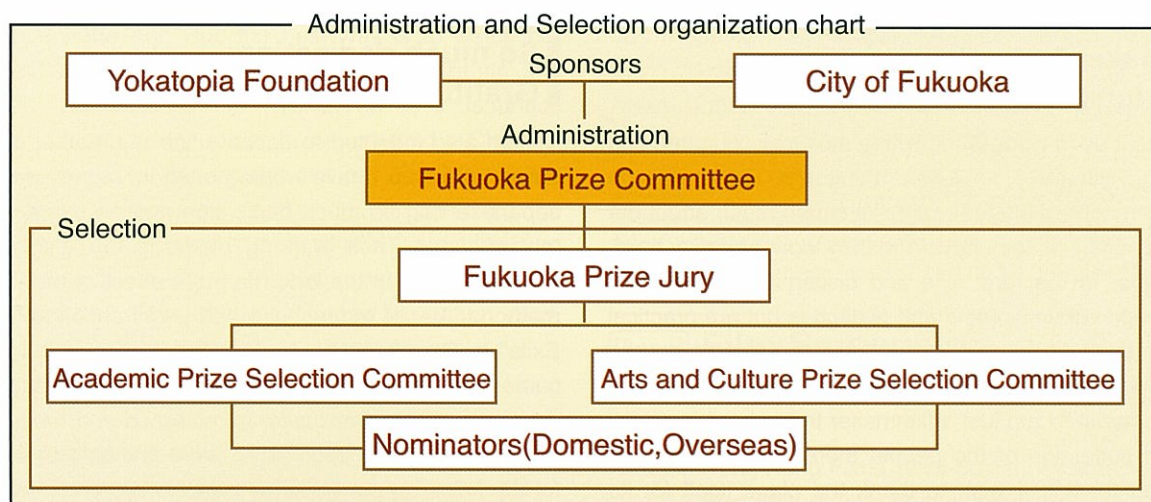 Administration and Selection organization chart
Yokatopia Foundation
Sponsors
City of Fukuoka
Administration
Fukuoka Prize Committee
Selection
Fukuoka Prize Jury
Academic Prize Selection Committee
Arts and Culture Prize Selection Committee
Nominators(Domestic,Overseas)